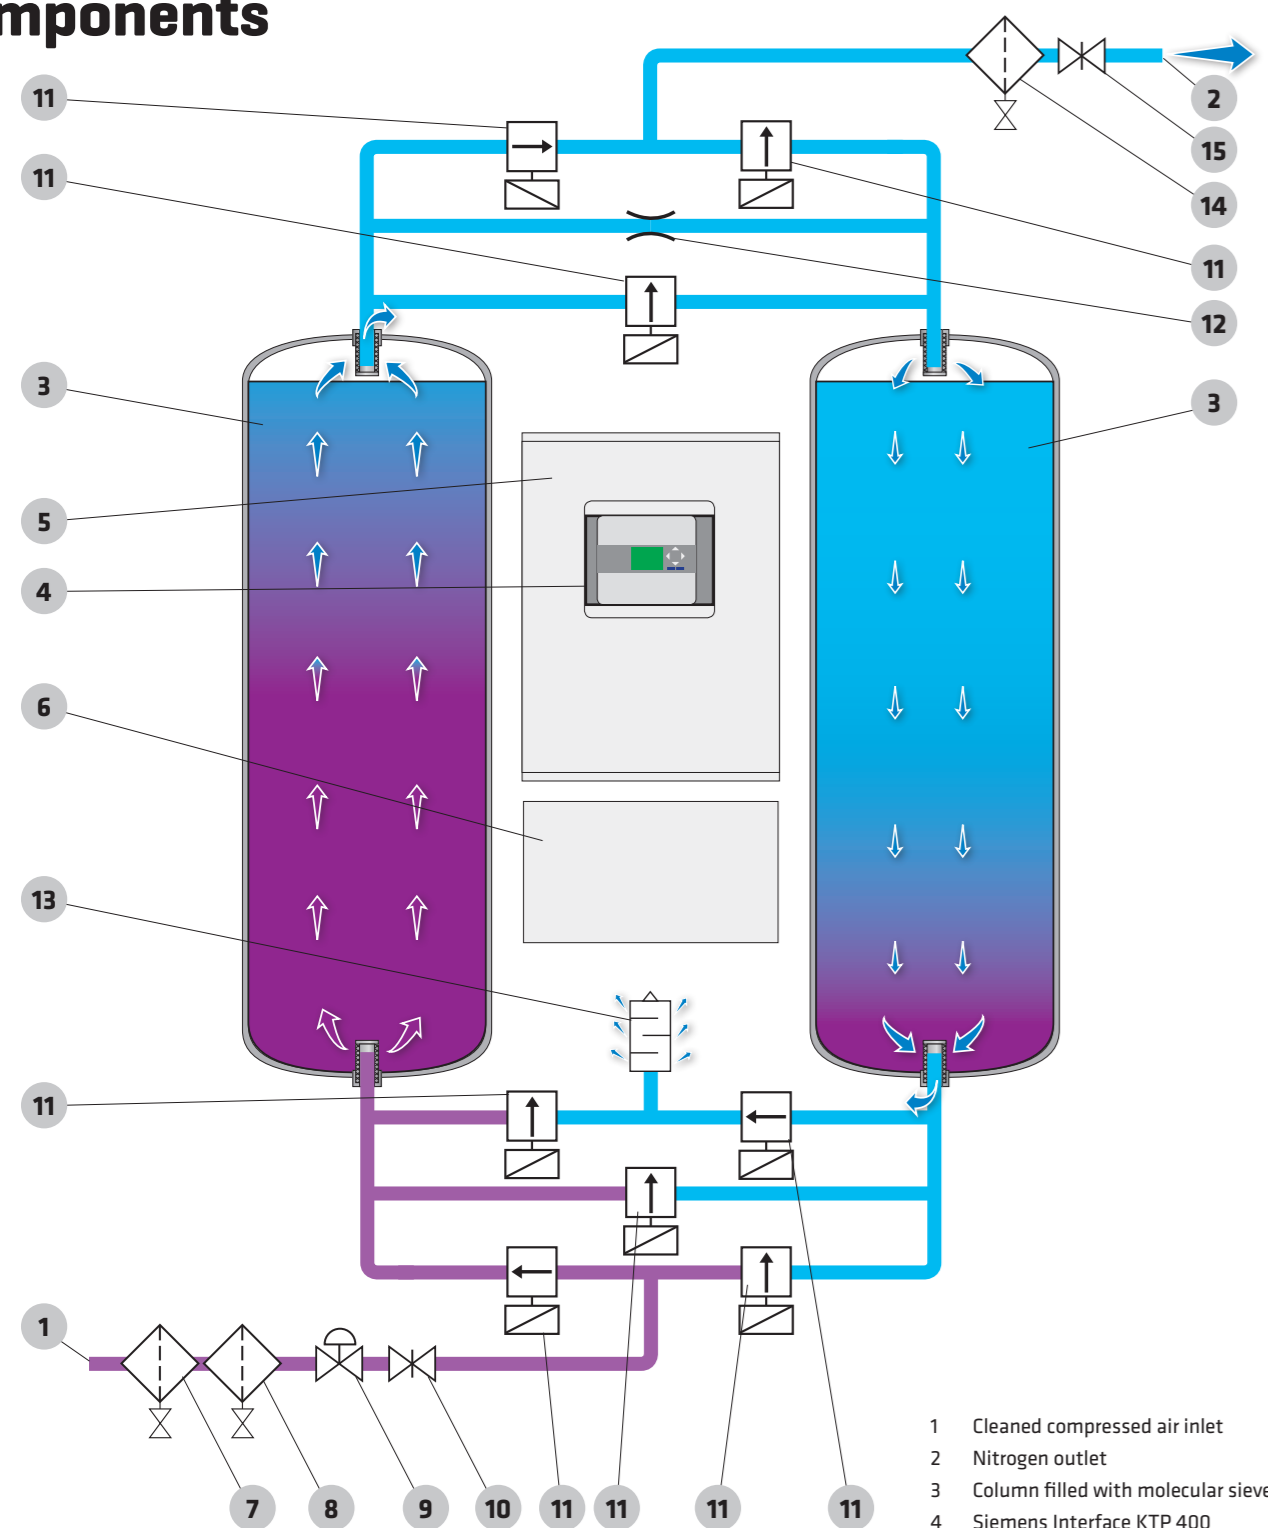 mponents
11
2
15
11
14
11
12
3
3
5
4
6
13
11
1
7 8 9 10 11 11 11 11
1 Cleaned compressed air inlet
2 Nitrogen outlet
3 Column filled with molecular sieve
4 Siemens Interface KTP 400